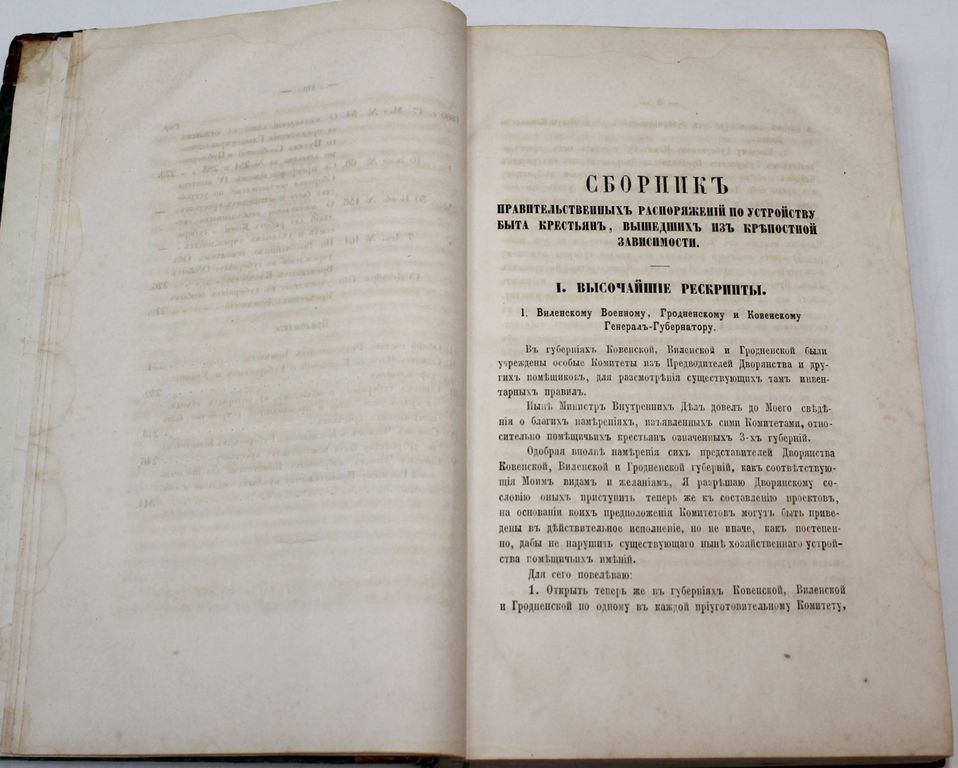 СБОРНИКЪ
ПРАВИТЕЛЬСТВЕННЫХЪ РАСПОРЯЖЕНІЙ ПО УСТРОЙСТВУ
БЫТА КРЕСТЬЯНЪ, ВЫШЕДШИХЪ ИЗЪ КРѢПОСТНОЙ
ЗАВИСИМОСТИ.
I. ВЫСОЧАЙШІЕ РЕСКРИПТЫ.
1. Виленскому Военному, Гродненскому и Ковенскому
Генералъ-Губернатору.
Въ губерніяхъ Ковенской, Виленской и Гродненской были
учреждены особые Комитеты изъ Предводителей Дворянства и дру-
гихъ помѣщиковъ, для разсмотрѣнія существующихъ тамъ инвен-
тарныхъ правилъ.
Нынѣ Министръ Внутреннихъ Дѣлъ довелъ до Моего свѣдѣ-
нія о благихъ намѣреніяхъ, изъявленныхъ сими Комитетами, отно-
сительно помѣщичьихъ крестьянъ означенныхъ 3-хъ губерній.
Одобряя вполнѣ намѣренія сихъ представителей Дворянства
Ковенской, Виленской и Гродненской губерній, какъ соотвѣтствую-
щія Моимъ видамъ и желаніямъ, Я разрѣшаю Дворянскому со-
словію оныхъ приступить теперь же къ составленію проектовъ,
на основаніи коихъ предположенія Комитетовъ могутъ быть приве-
дены въ дѣйствительное исполненіе, но не иначе, какъ постепен-
но, дабы не нарушить существующаго нынѣ хозяйственнаго устрой-
ства помѣщичьихъ имѣній.
Для сего повелѣваю:
1. Открыть теперь же въ губерніяхъ Ковенской, Виленской
и Гродненской по одному въ каждой пріуготовительному Комитету,